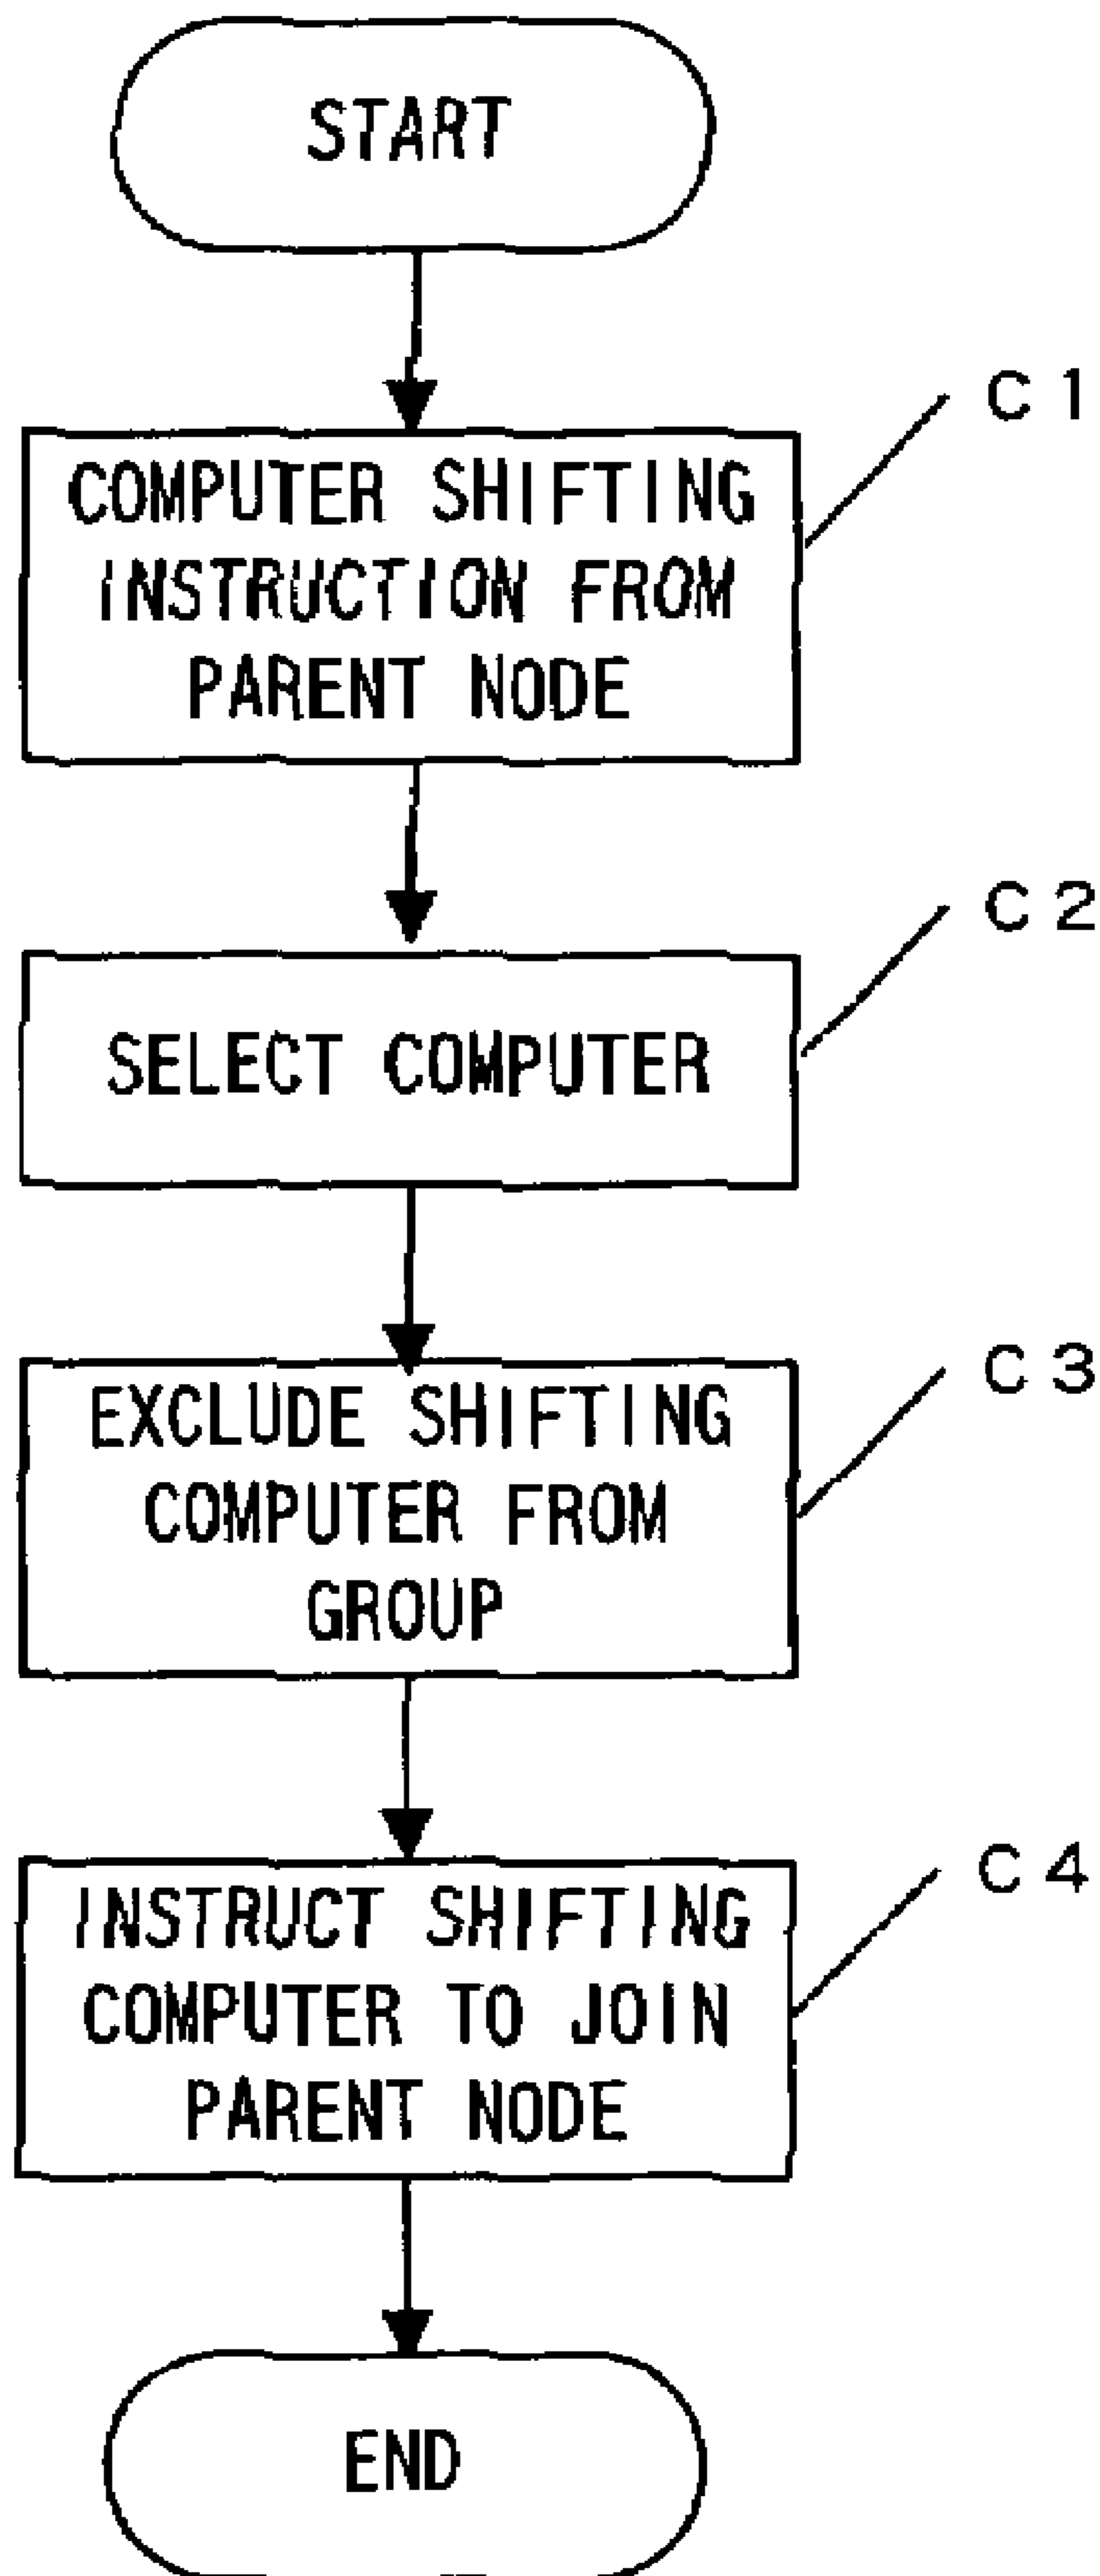 START
C1
COMPUTER SHIFTING
INSTRUCTION FROM
PARENT NODE
C2
SELECT COMPUTER
C3
EXCLUDE SHIFTING
COMPUTER FROM
GROUP
C4
INSTRUCT SHIFTING
COMPUTER TO JOIN
PARENT NODE
END